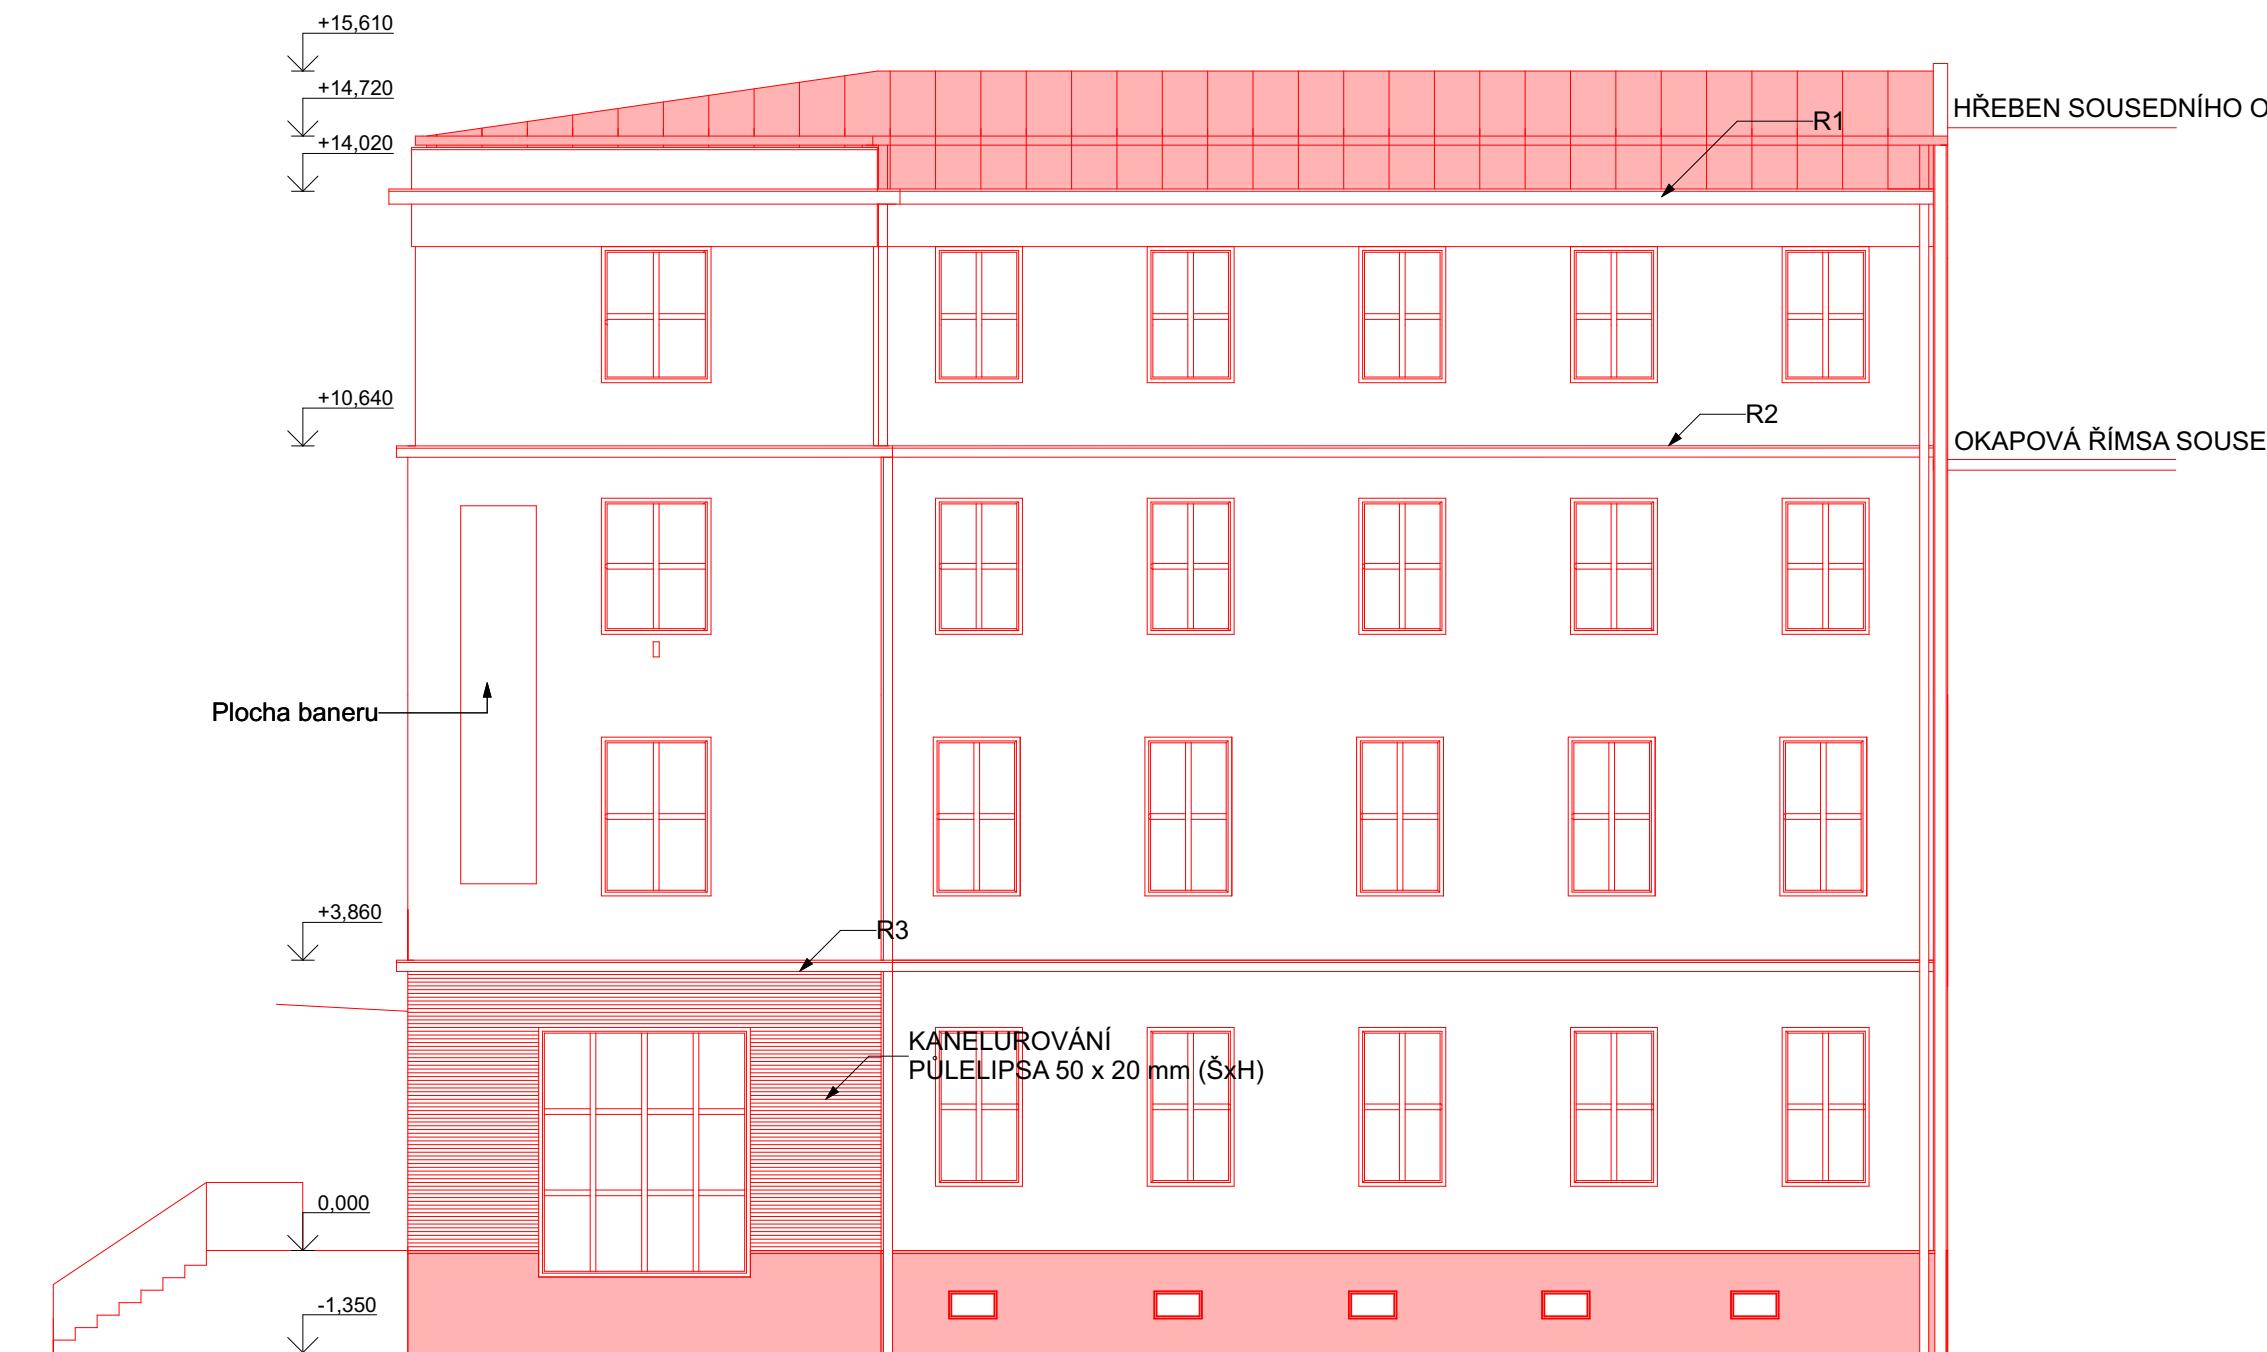 +15,610
+14,720
+14,020
HŘEBEN SOUSEDNÍHO
R1
+10,640
R2
OKAPOVÁ ŘÍMSA
Plocha baneru
+3,860
R3
KANELUROVÁNÍ
PŮLELIPSA 50 x 20 mm (ŠxH)
0,000
-1,350